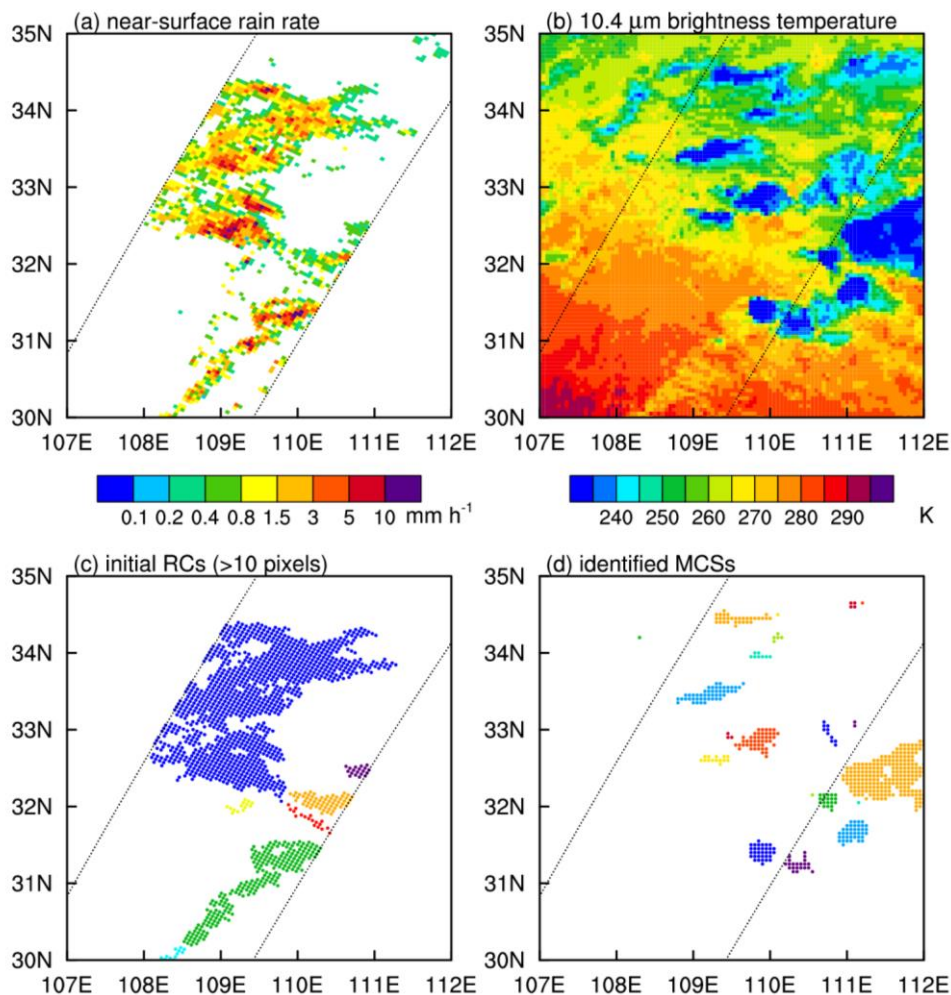 (a) near-surface rain rate
35N
34N
33N
32N
31N
30N
107E 108E 109E 110E 111E 112E
(b) 10.4 μm brightness temperature
35N
34N
33N
32N
31N
30N
107E 108E 109E 110E 111E 112E
0.1 0.2 0.4 0.8 1.5 3 5 10 mm h⁻¹
240 250 260 270 280 290 K
(c) initial RCs (>10 pixels)
35N
34N
33N
32N
31N
30N
107E 108E 109E 110E 111E 112E
(d) identified MCSs
35N
34N
33N
32N
31N
30N
107E 108E 109E 110E 111E 112E